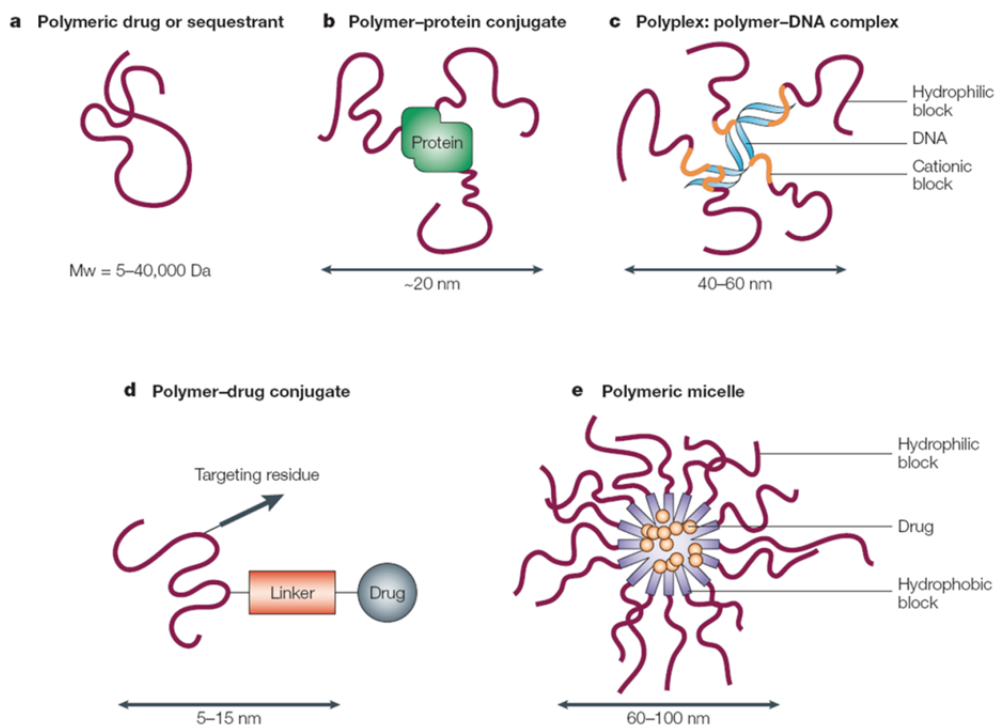 a Polymeric drug or sequestrant
b Polymer–protein conjugate
c Polyplex: polymer–DNA complex
Protein
Hydrophilic
block
DNA
Cationic
block
Mw = 5–40,000 Da
~20 nm
40–60 nm
d Polymer–drug conjugate
e Polymeric micelle
Targeting residue
Linker
Drug
Hydrophilic
block
Drug
Hydrophobic
block
5–15 nm
60–100 nm